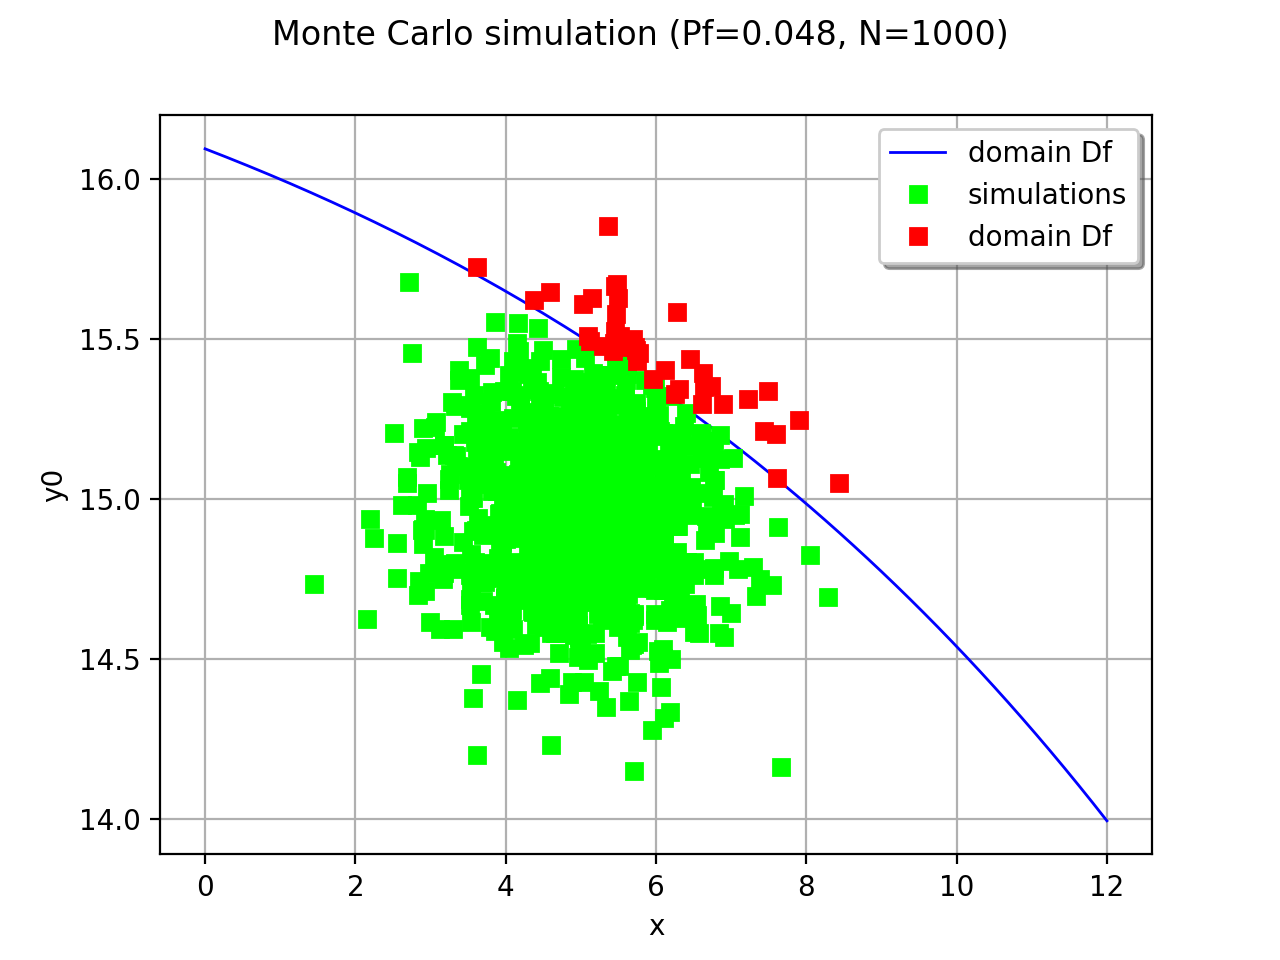 Monte Carlo simulation (Pf=0.048, N=1000)
domain Df
simulations
domain Df
16.0
15.5
15.0
14.5
14.0
y0
0 2 4 6 8 10 12
x